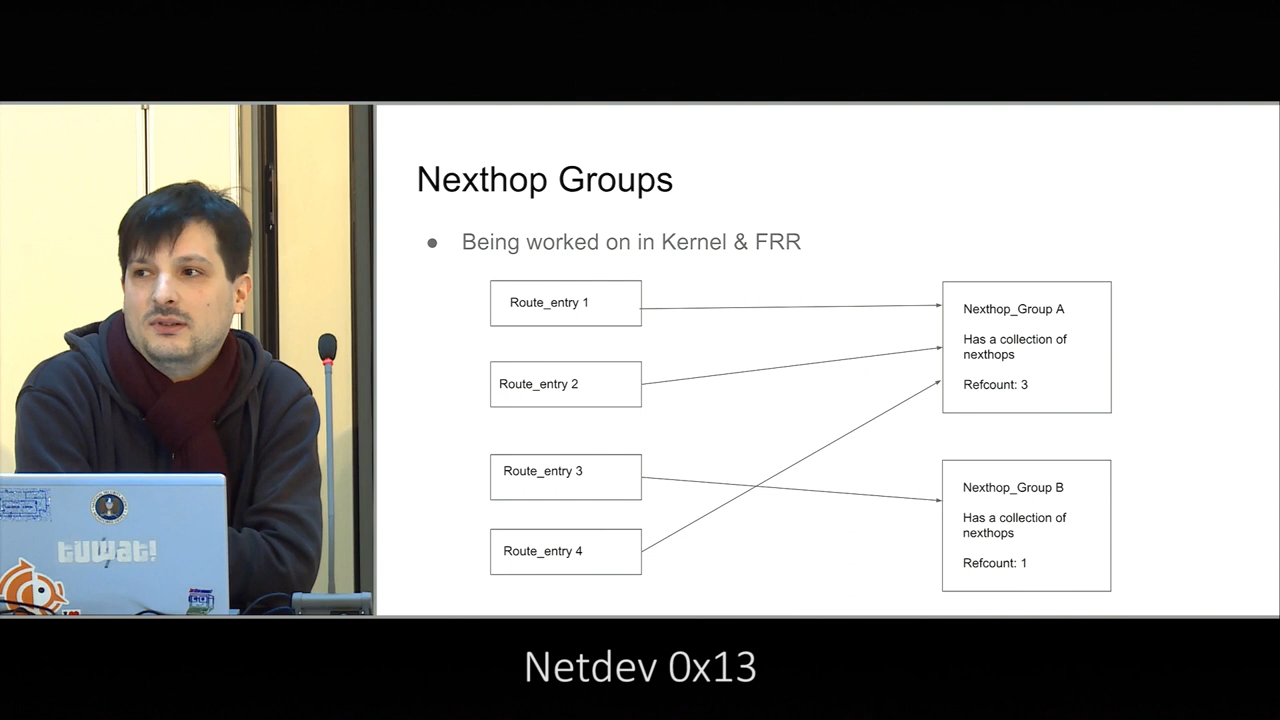 Nexthop Groups
● Being worked on in Kernel & FRR
Route_entry 1
Route_entry 2
Route_entry 3
Route_entry 4
Nexthop_Group A
Has a collection of
nexthops
Refcount: 3
Nexthop_Group B
Has a collection of
nexthops
Refcount: 1
tuwat!
Netdev 0x13